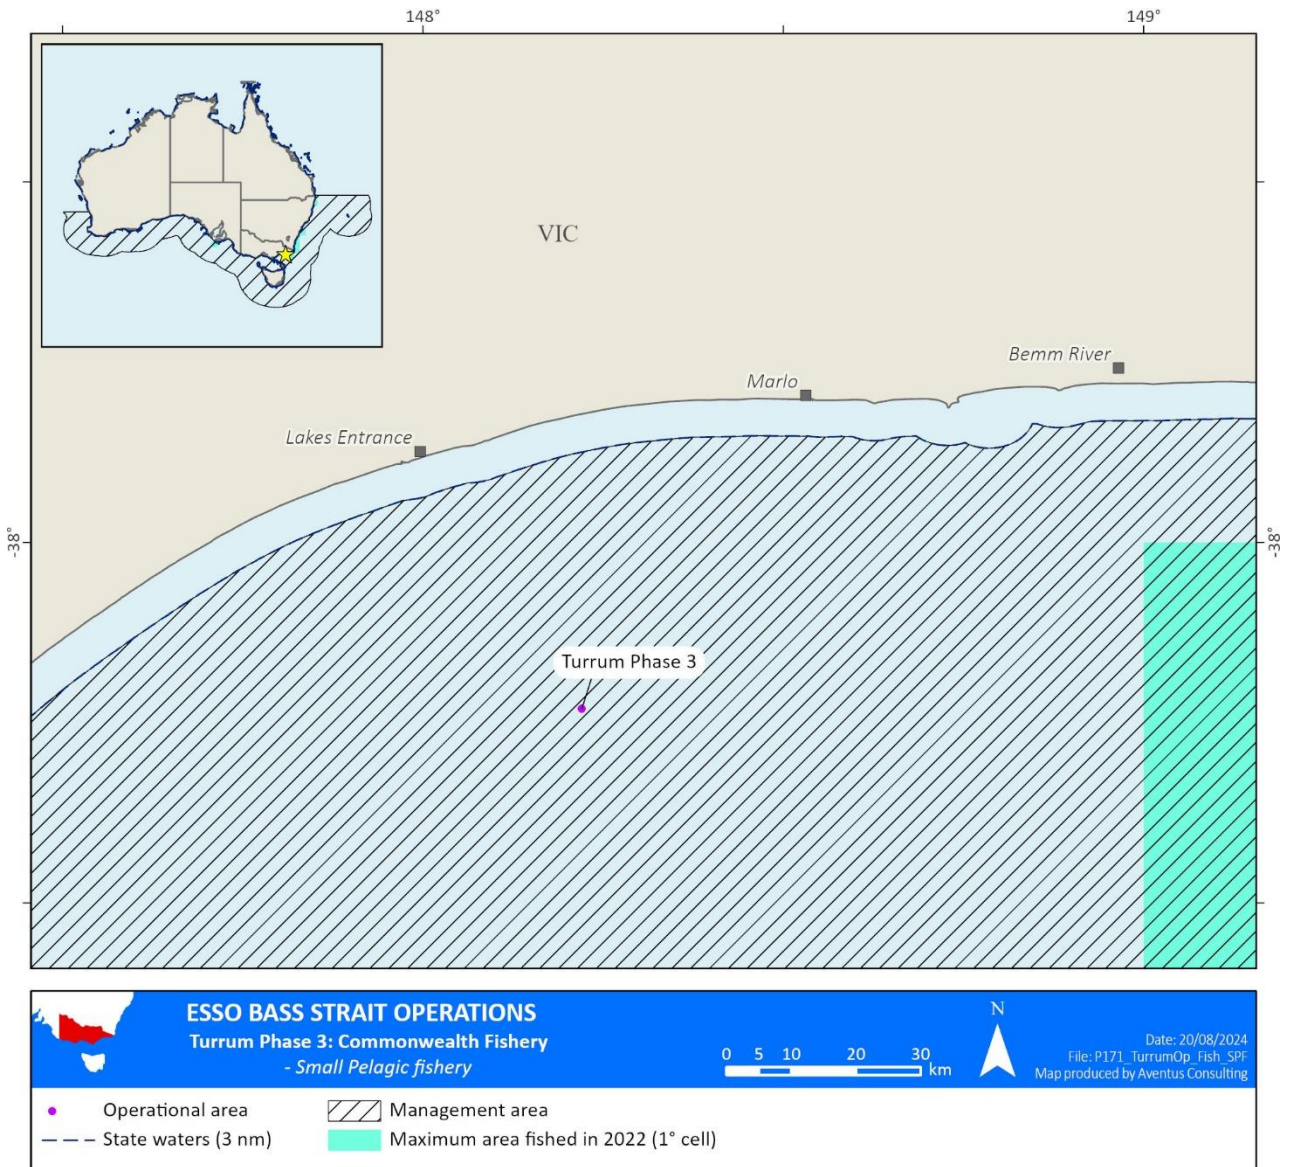 148°
149°
VIC
Bemm River
Marlo
Lakes Entrance
-38°
-38°
Turrum Phase 3
ESSO BASS STRAIT OPERATIONS
Turrum Phase 3: Commonwealth Fishery
- Small Pelagic fishery
0 5 10 20 30
km
N
Date: 20/08/2024
File: P171_TurrumOp_Fish_SPF
Map produced by Aventus Consulting
Operational area
Management area
State waters (3 nm)
Maximum area fished in 2022 (1° cell)